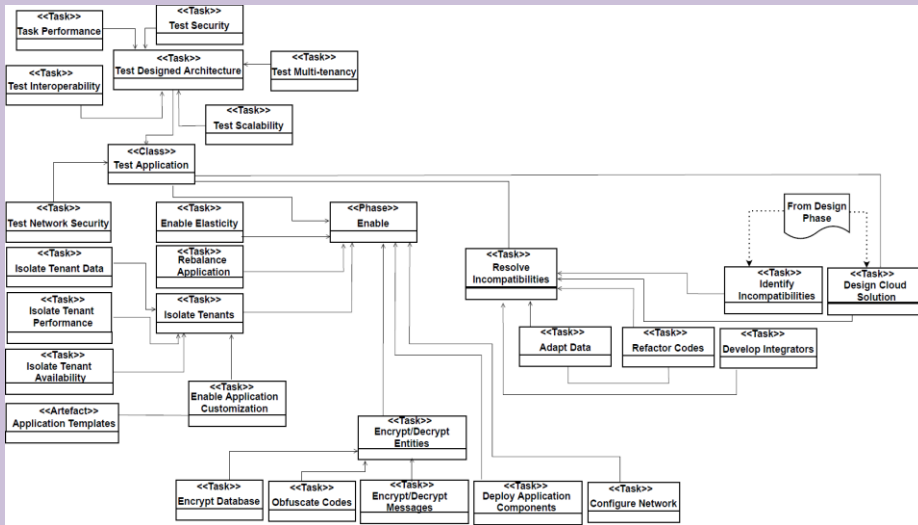 <<Task>>
Task Performance
<<Task>>
Test Security
<<Task>>
Test Designed Architecture
<<Task>>
Test Multi-tenancy
<<Task>>
Test Interoperability
<<Task>>
Test Scalability
<<Class>>
Test Application
<<Task>>
Test Network Security
<<Task>>
Enable Elasticity
<<Phase>>
Enable
From Design
Phase
<<Task>>
Isolate Tenant Data
<<Task>>
Rebalance
Application
<<Task>>
Resolve
Incompatibilities
<<Task>>
Identify
Incompatibilities
<<Task>>
Design Cloud
Solution
<<Task>>
Isolate Tenant
Performance
<<Task>>
Isolate Tenants
<<Task>>
Adapt Data
<<Task>>
Refactor Codes
<<Task>>
Develop Integrators
<<Task>>
Isolate Tenant
Availability
<<Task>>
Enable Application
Customization
<<Artefact>>
Application Templates
<<Task>>
Encrypt/Decrypt
Entities
<<Task>>
Encrypt Database
<<Task>>
Obfuscate Codes
<<Task>>
Encrypt/Decrypt
Messages
<<Task>>
Deploy Application
Components
<<Task>>
Configure Network